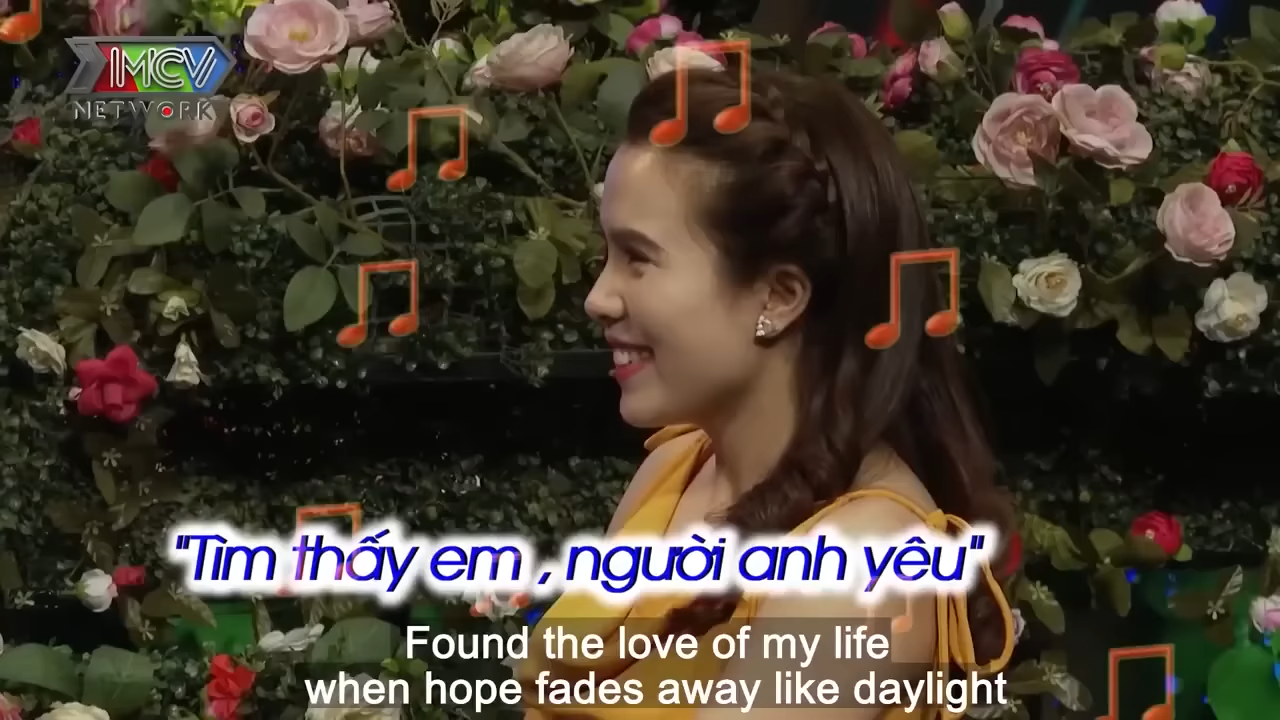 MCV
NETWORK
"Tìm thấy em , người anh yêu"
Found the love of my life
when hope fades away like daylight